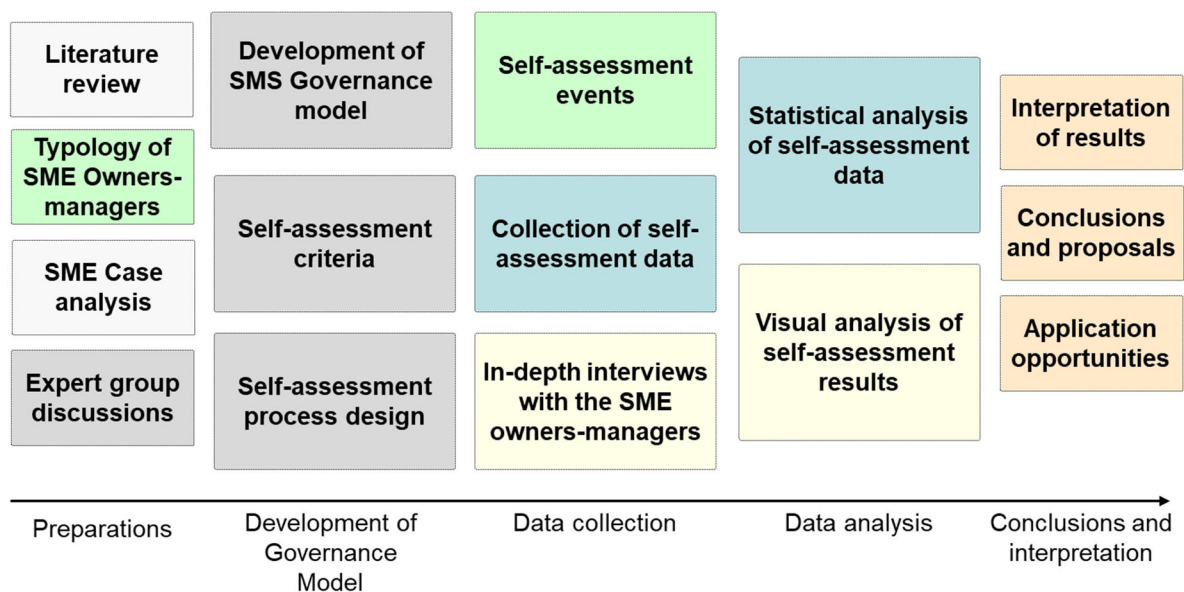 Literature
review
Typology of
SME Owners-
managers
SME Case
analysis
Expert group
discussions
Development of
SMS Governance
model
Self-assessment
criteria
Self-assessment
process design
Self-assessment
events
Collection of self-
assessment data
In-depth interviews
with the SME
owners-managers
Statistical analysis
of self-assessment
data
Visual analysis of
self-assessment
results
Interpretation
of results
Conclusions
and proposals
Application
opportunities
Preparations
Development of
Governance
Model
Data collection
Data analysis
Conclusions and
interpretation